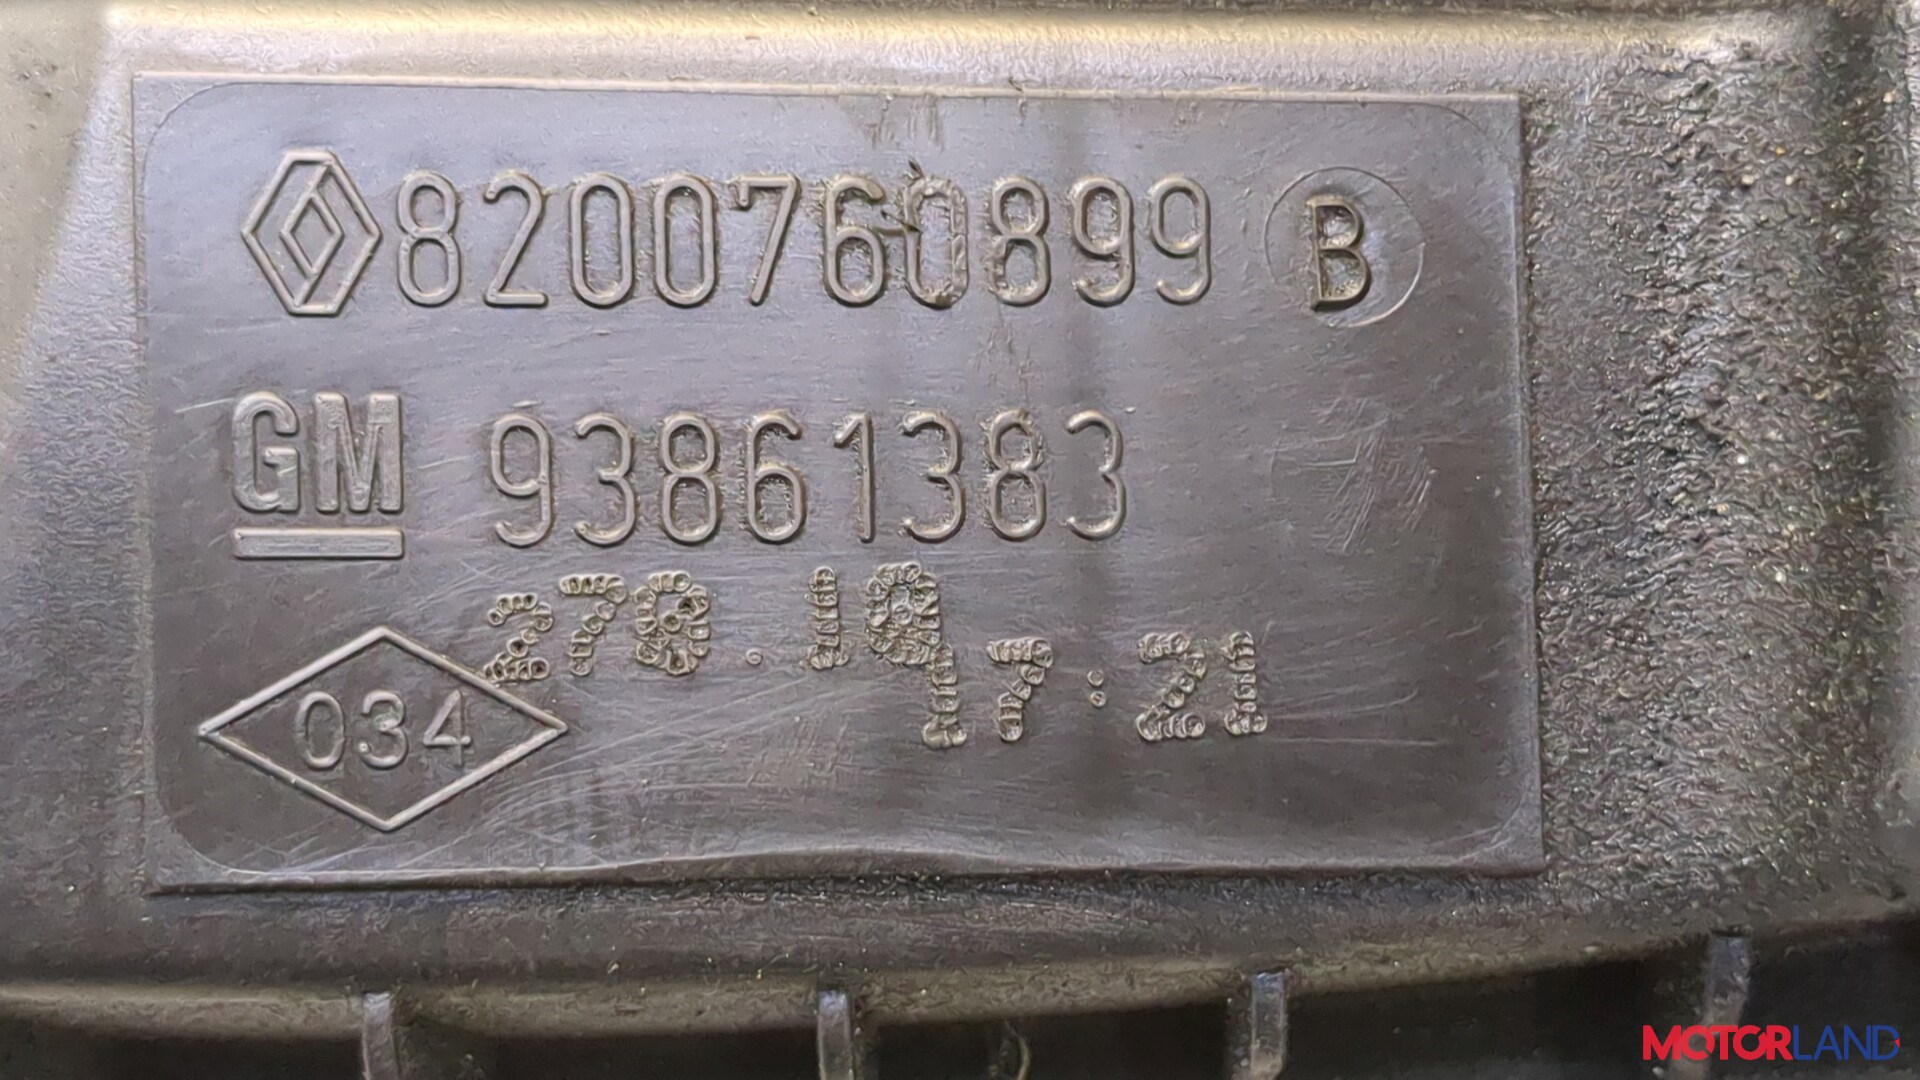 8200760899 B
GM 93861383
278.19
17:21
034
MOTORLAND